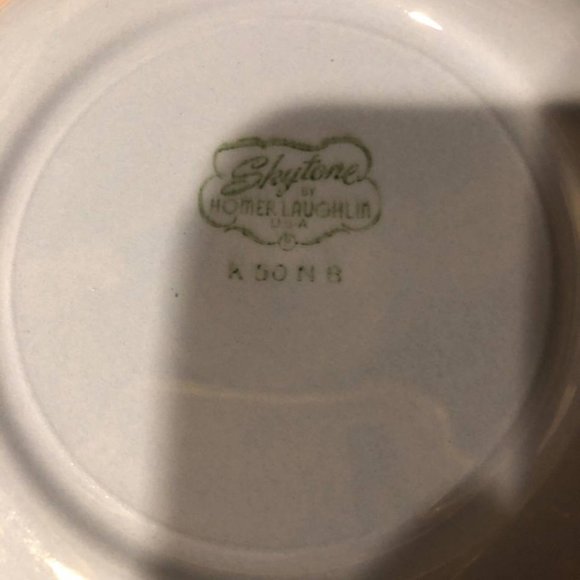 Skytone
BY
HOMER LAUGHLIN
U.S.A
K 50 N 8